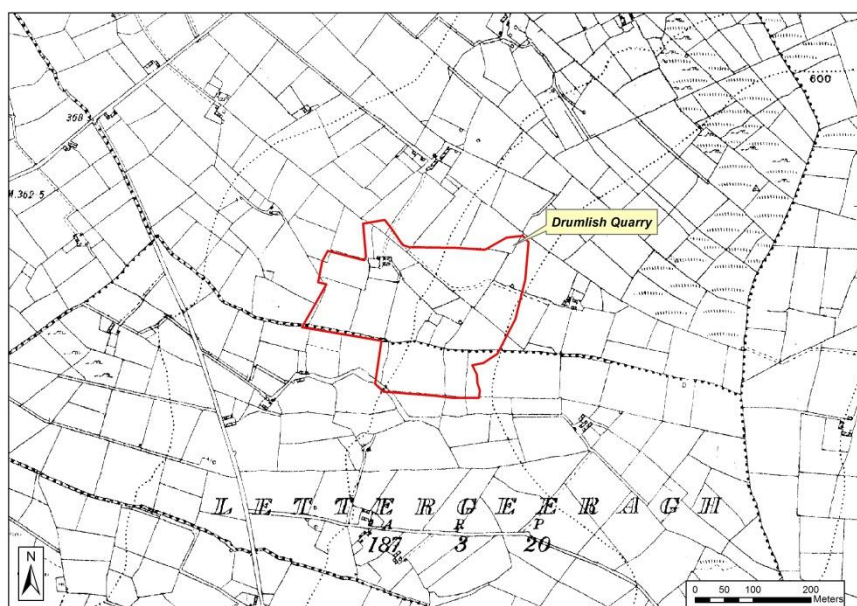 600
368
362·5
Drumlish Quarry
LETTERGEERAGH
A R P
187 3 20
N
0 50 100 200
Meters